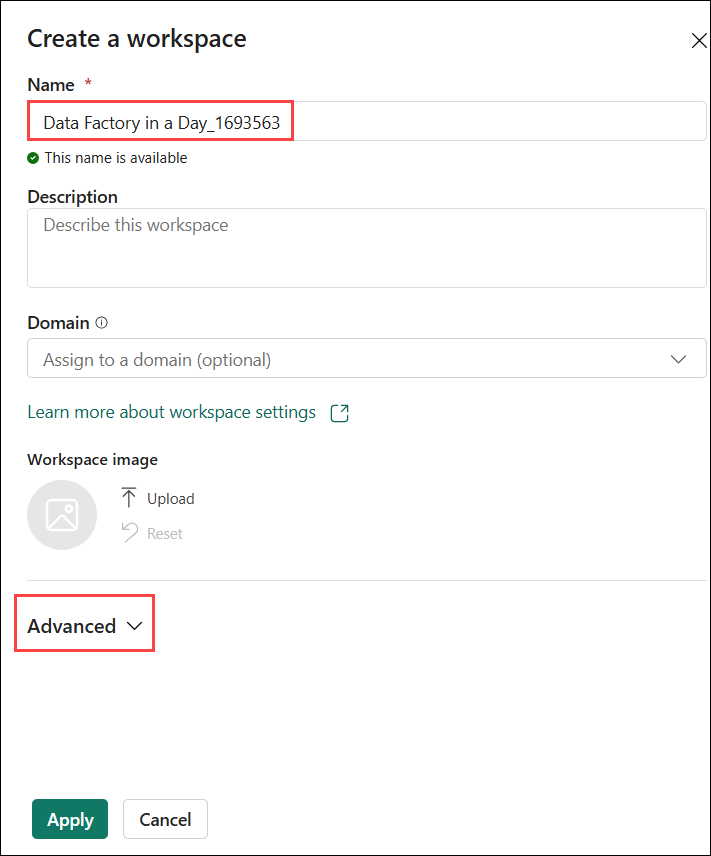 Create a workspace
Name *
Data Factory in a Day_1693563
This name is available
Description
Describe this workspace
Domain
Assign to a domain (optional)
Learn more about workspace settings
Workspace image
Upload
Reset
Advanced
Apply Cancel